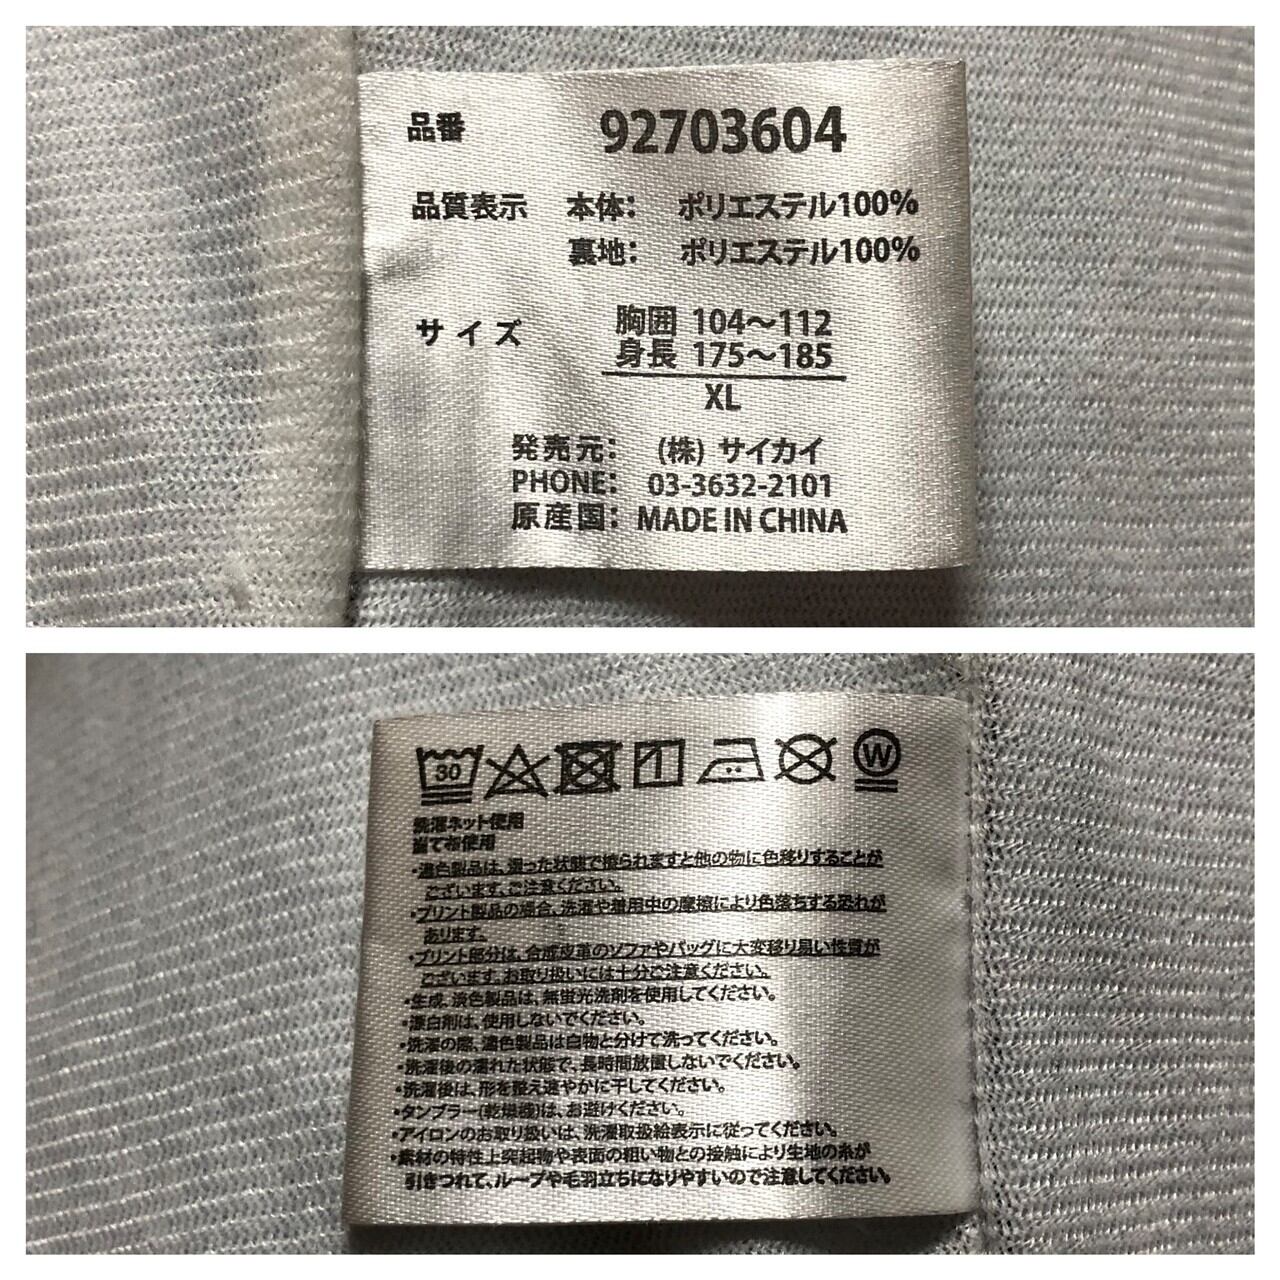 品番 92703604
品質表示 本体: ポリエステル100%
裏地: ポリエステル100%
サイズ 胸囲 104〜112
身長 175〜185
XL
発売元: (株) サイカイ
PHONE: 03-3632-2101
原産国: MADE IN CHINA
30 W
洗濯ネット使用
当て布使用
・濃色製品は、湿った状態で擦られますと他の物に色移りすることが
ございます。ご注意ください。
・プリント製品の場合、洗濯や着用中の摩擦により色落ちする恐れが
あります。
・プリント部分は、合成皮革のソファやバッグに大変移り易い性質が
ございます。お取り扱いには十分ご注意ください。
・生成、淡色製品は、無蛍光洗剤を使用してください。
・漂白剤は、使用しないでください。
・洗濯の際、濃色製品は白物と分けて洗ってください。
・洗濯後の濡れた状態で、長時間放置しないでください。
・洗濯後は、形を整え速やかに干してください。
・タンブラー(乾燥機)は、お避けください。
・アイロンのお取り扱いは、洗濯取扱絵表示に従ってください。
・素材の特性上突起物や表面の粗い物との接触により生地の糸が
引きつれて、ループや毛羽立ちになりやすいので注意してください。